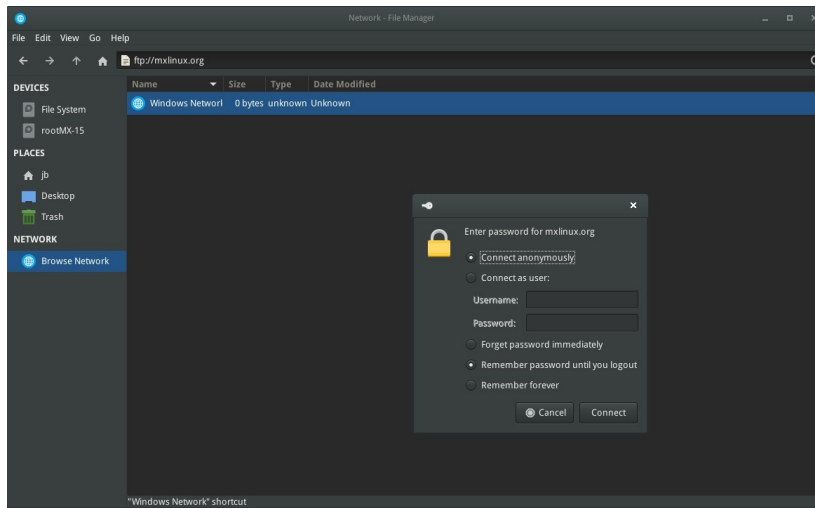 Network - File Manager
File Edit View Go Help
ftp://mxlinux.org
DEVICES
File System
rootMX-15
PLACES
jb
Desktop
Trash
NETWORK
Browse Network
Name Size Type Date Modified
Windows Networl 0 bytes unknown Unknown
Enter password for mxlinux.org
Connect anonymously
Connect as user:
Username:
Password:
Forget password immediately
Remember password until you logout
Remember forever
Cancel Connect
"Windows Network" shortcut